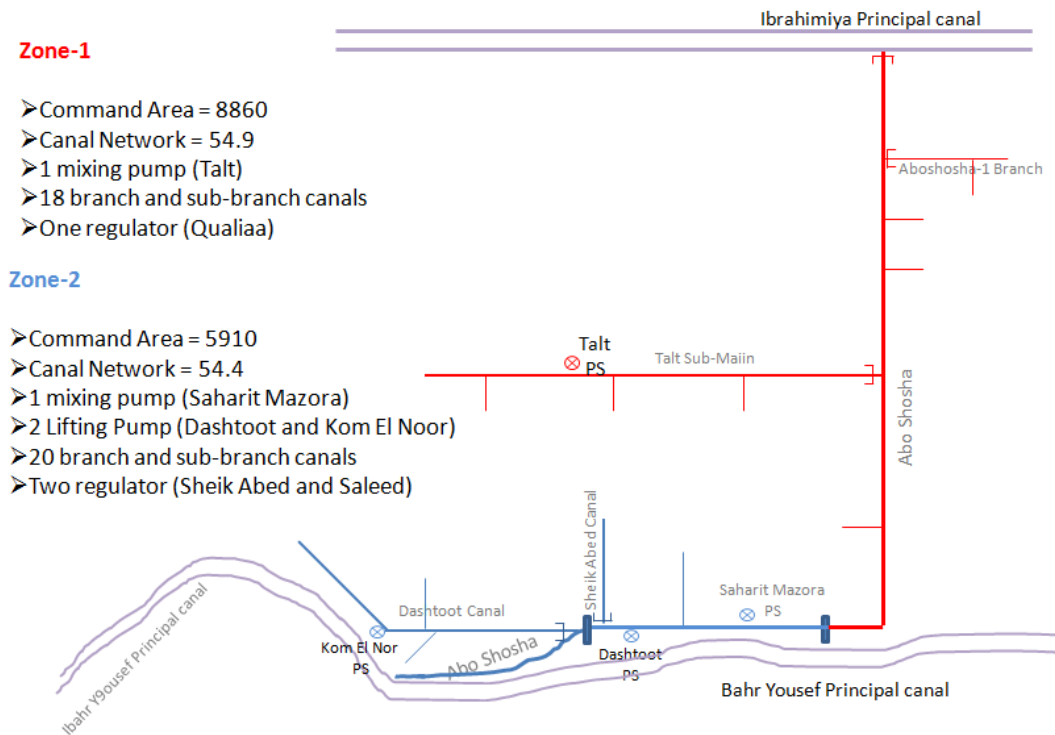 Ibrahimiya Principal canal
Zone-1
➢Command Area = 8860
➢Canal Network = 54.9
➢1 mixing pump (Talt)
➢18 branch and sub-branch canals
➢One regulator (Qualiaa)
Aboshosha-1 Branch
Zone-2
➢Command Area = 5910
➢Canal Network = 54.4
➢1 mixing pump (Saharit Mazora)
➢2 Lifting Pump (Dashtoot and Kom El Noor)
➢20 branch and sub-branch canals
➢Two regulator (Sheik Abed and Saleed)
Talt
PS
Talt Sub-Maiin
Abo Shosha
Sheik Abed Canal
Saharit Mazora
PS
Dashtoot Canal
Kom El Nor
PS
Abo Shosha
Dashtoot
PS
Ibahr Y9ousef Principal canal
Bahr Yousef Principal canal